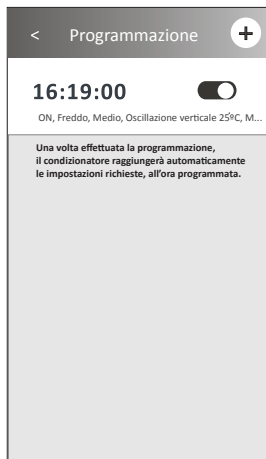 < Programmazione +
16:19:00
ON, Freddo, Medio, Oscillazione verticale 25ºC, M...
Una volta effettuata la programmazione,
il condizionatore raggiungerà automaticamente
le impostazioni richieste, all'ora programmata.